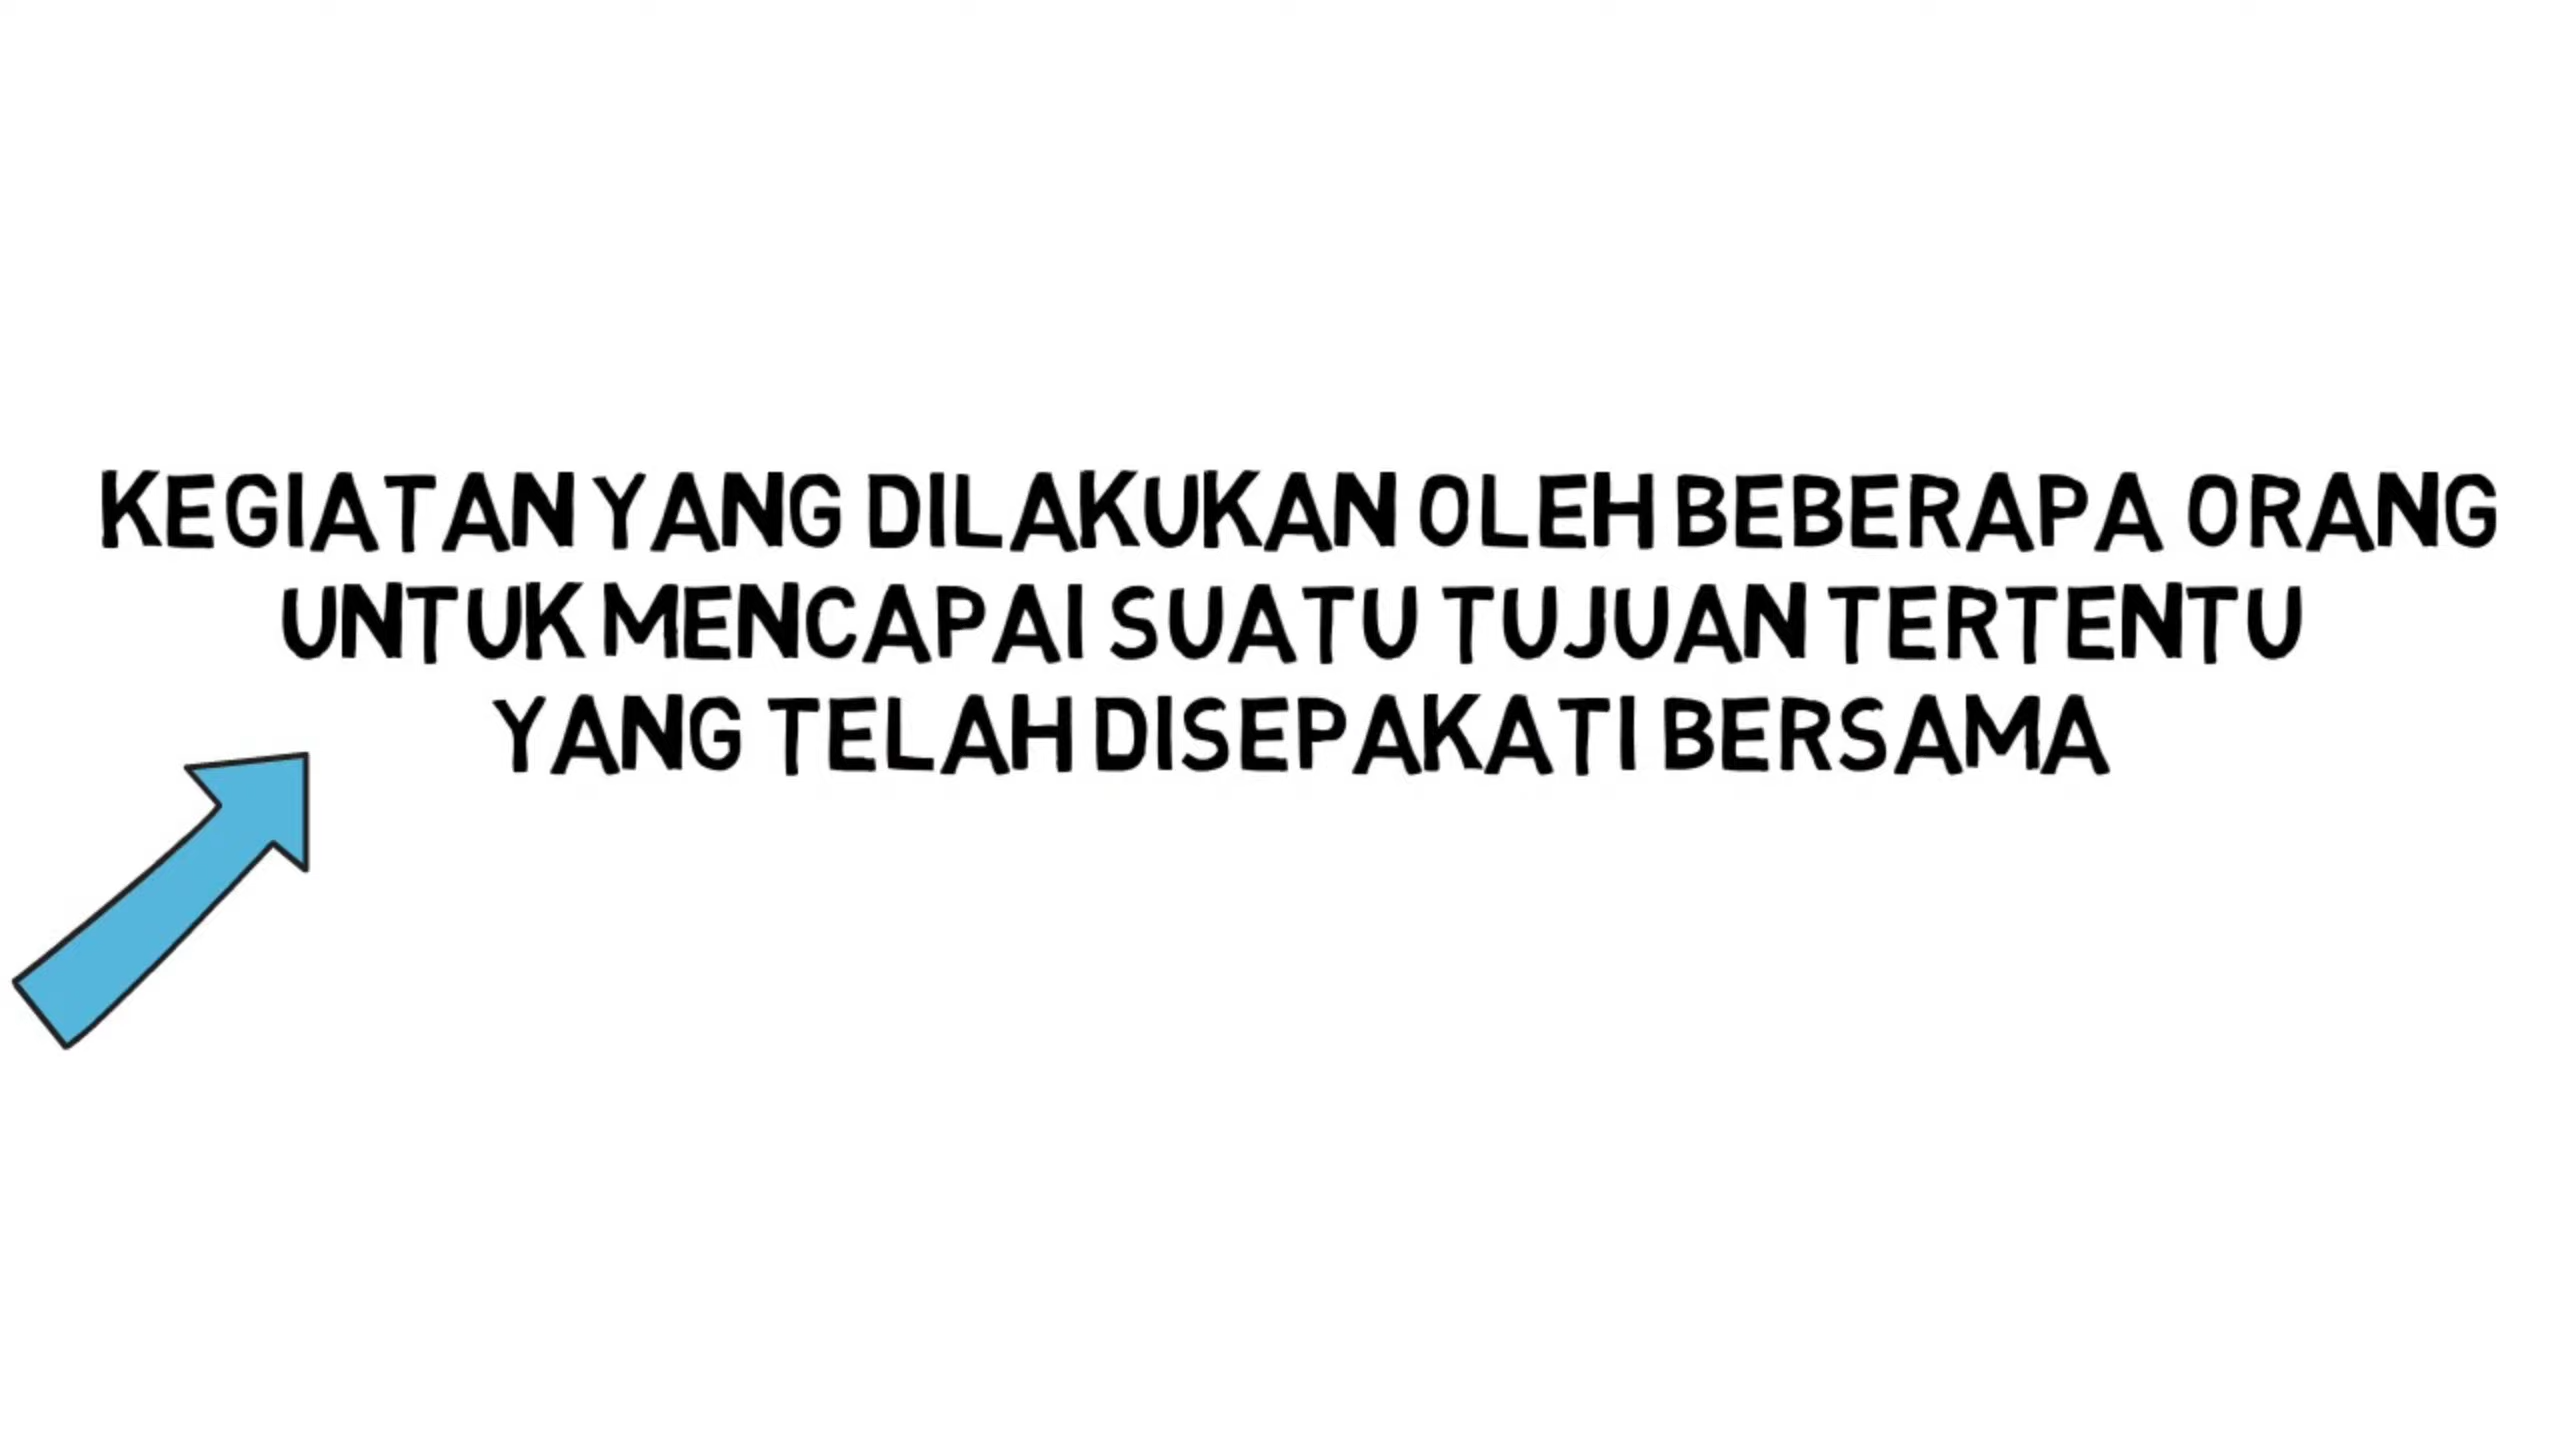 KEGIATAN YANG DILAKUKAN OLEH BEBERAPA ORANG
UNTUK MENCAPAI SUATU TUJUAN TERTENTU
YANG TELAH DISEPAKATI BERSAMA